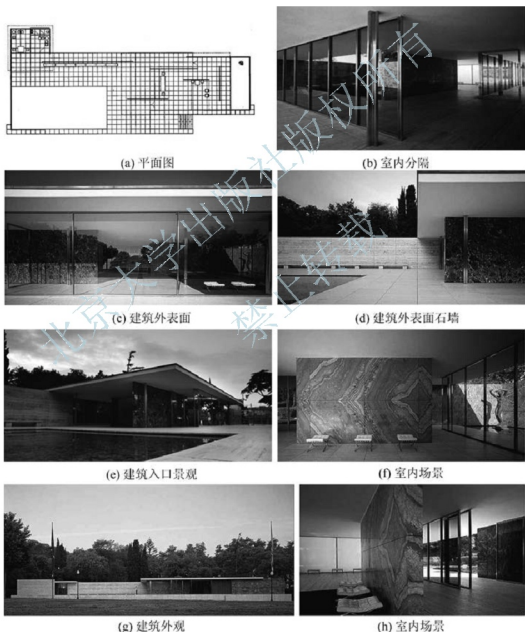 (a) 平面图
(b) 室内分隔
(c) 建筑外表面
(d) 建筑外表面石墙
(e) 建筑入口景观
(f) 室内场景
(g) 建筑外观
(h) 室内场景
北京大学出版社版权所有
禁止转载